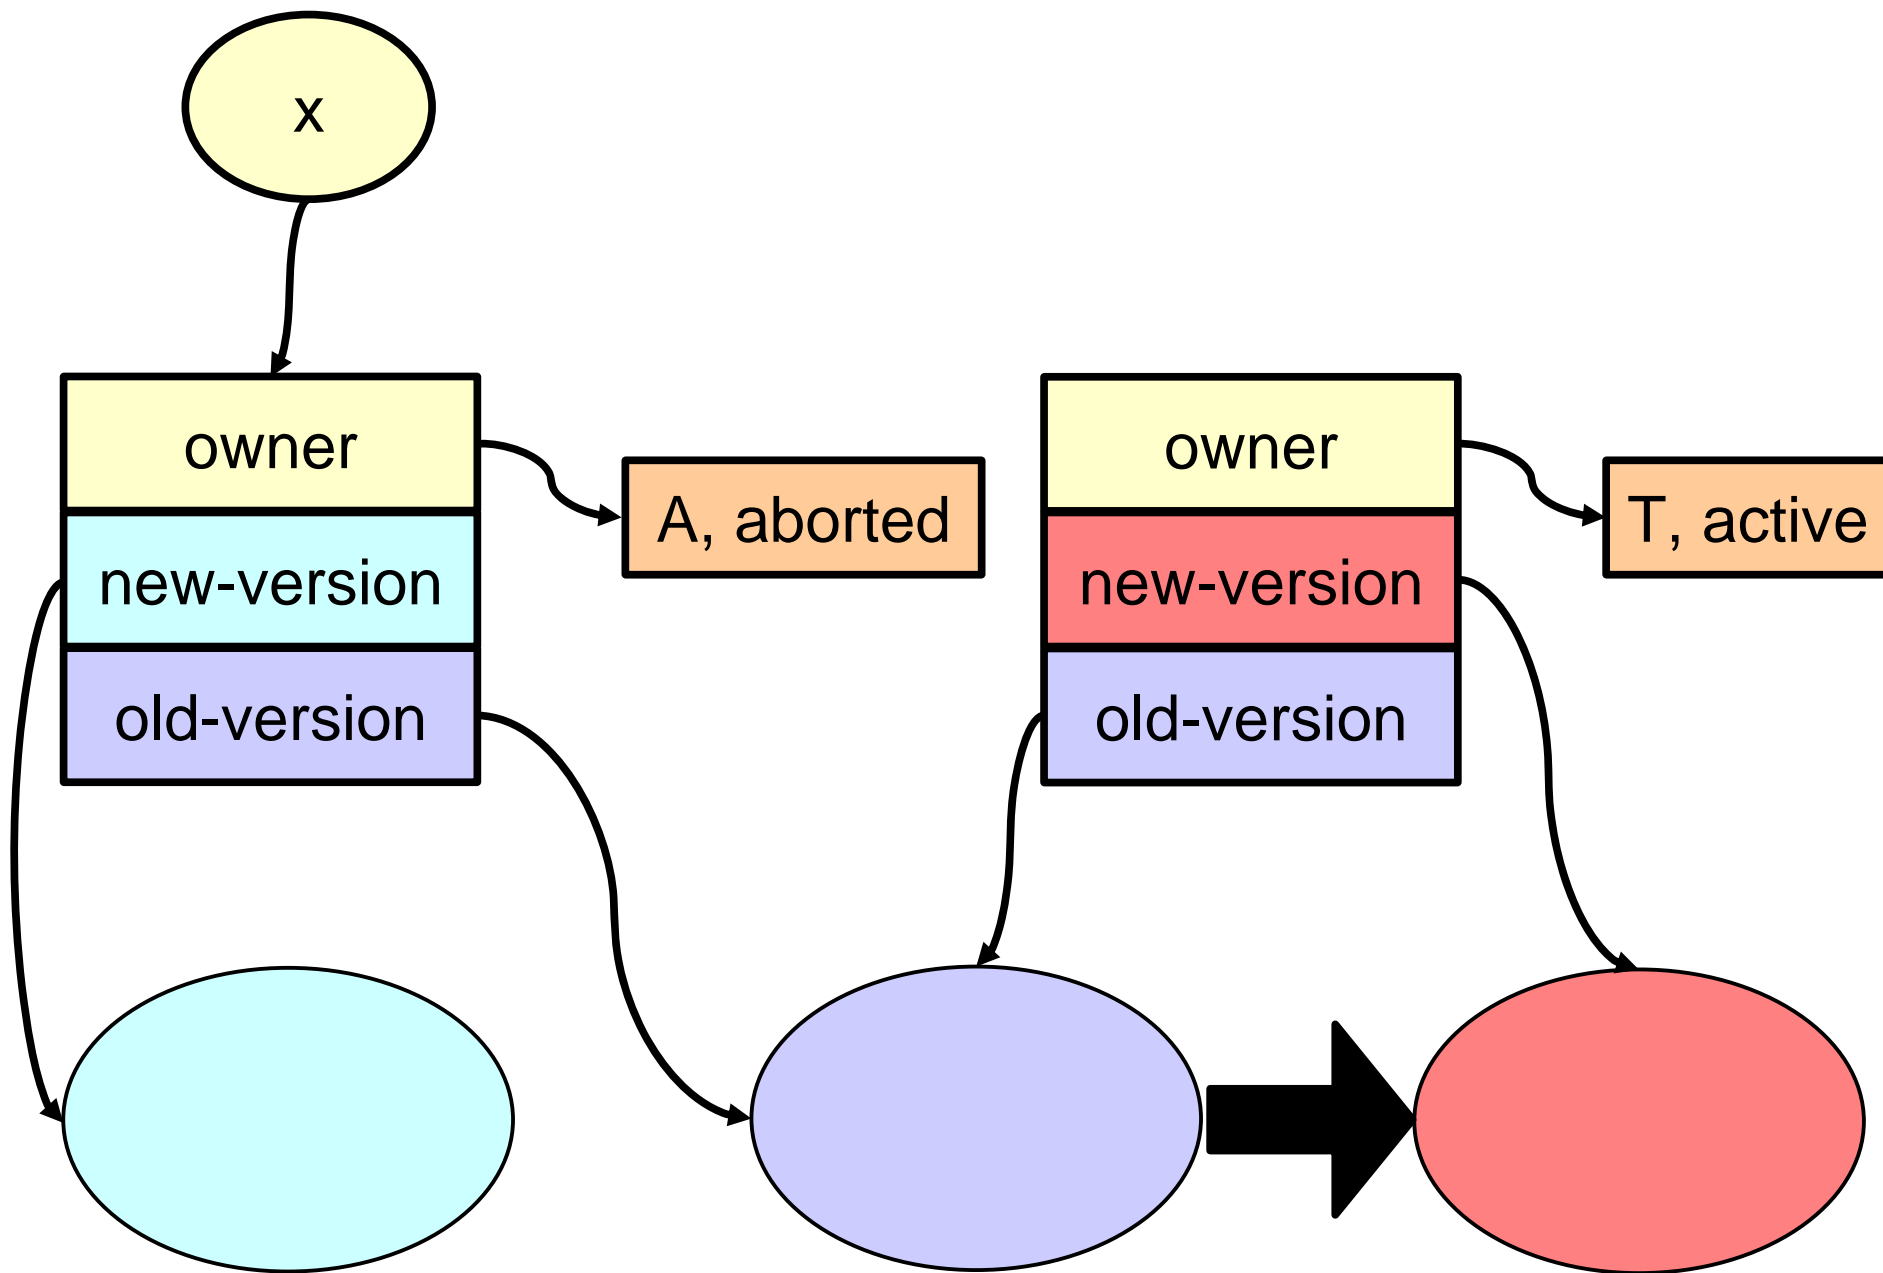 x
owner
new-version
old-version
A, aborted
owner
new-version
old-version
T, active